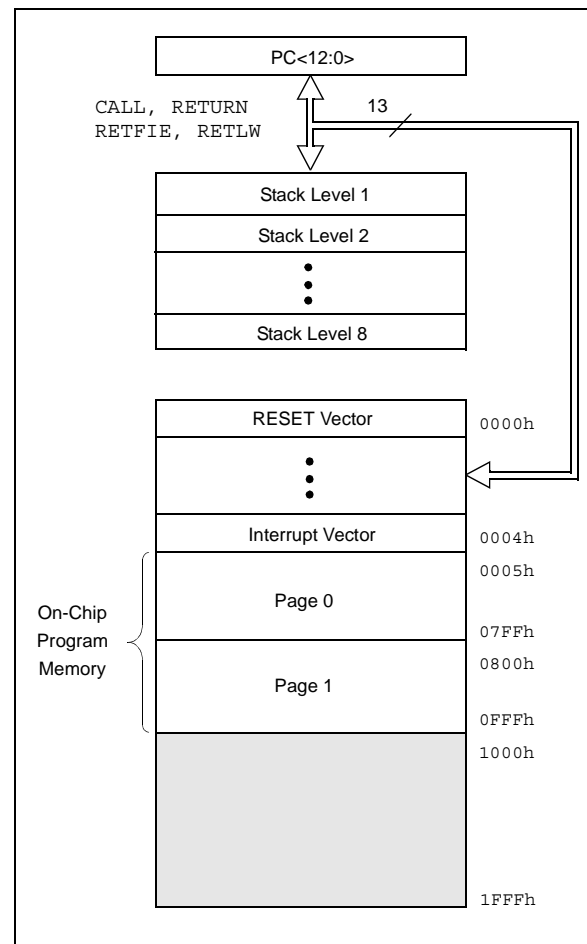 PC<12:0>
CALL, RETURN
RETFIE, RETLW
13
Stack Level 1
Stack Level 2
Stack Level 8
RESET Vector
0000h
Interrupt Vector
0004h
0005h
On-Chip
Program
Memory
Page 0
07FFh
0800h
Page 1
0FFFh
1000h
1FFFh